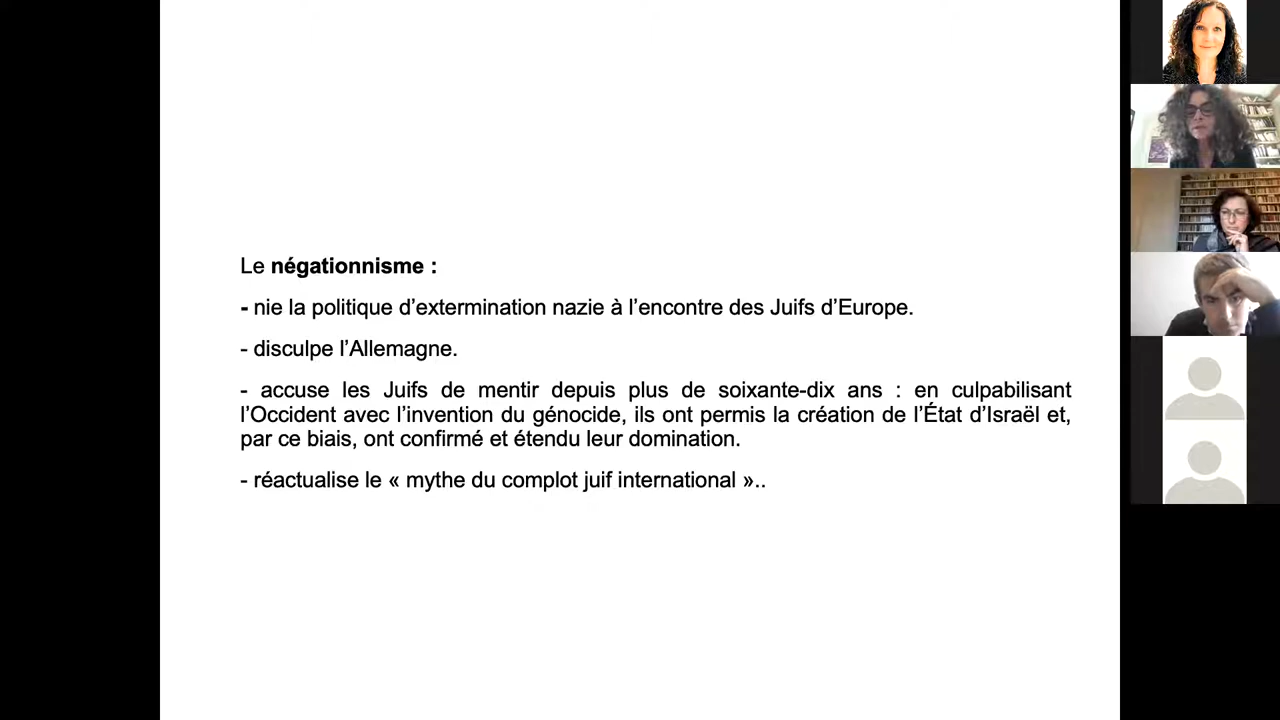 Le négationnisme :
- nie la politique d’extermination nazie à l’encontre des Juifs d’Europe.
- disculpe l’Allemagne.
- accuse les Juifs de mentir depuis plus de soixante-dix ans : en culpabilisant
l’Occident avec l’invention du génocide, ils ont permis la création de l’État d’Israël et,
par ce biais, ont confirmé et étendu leur domination.
- réactualise le « mythe du complot juif international »..